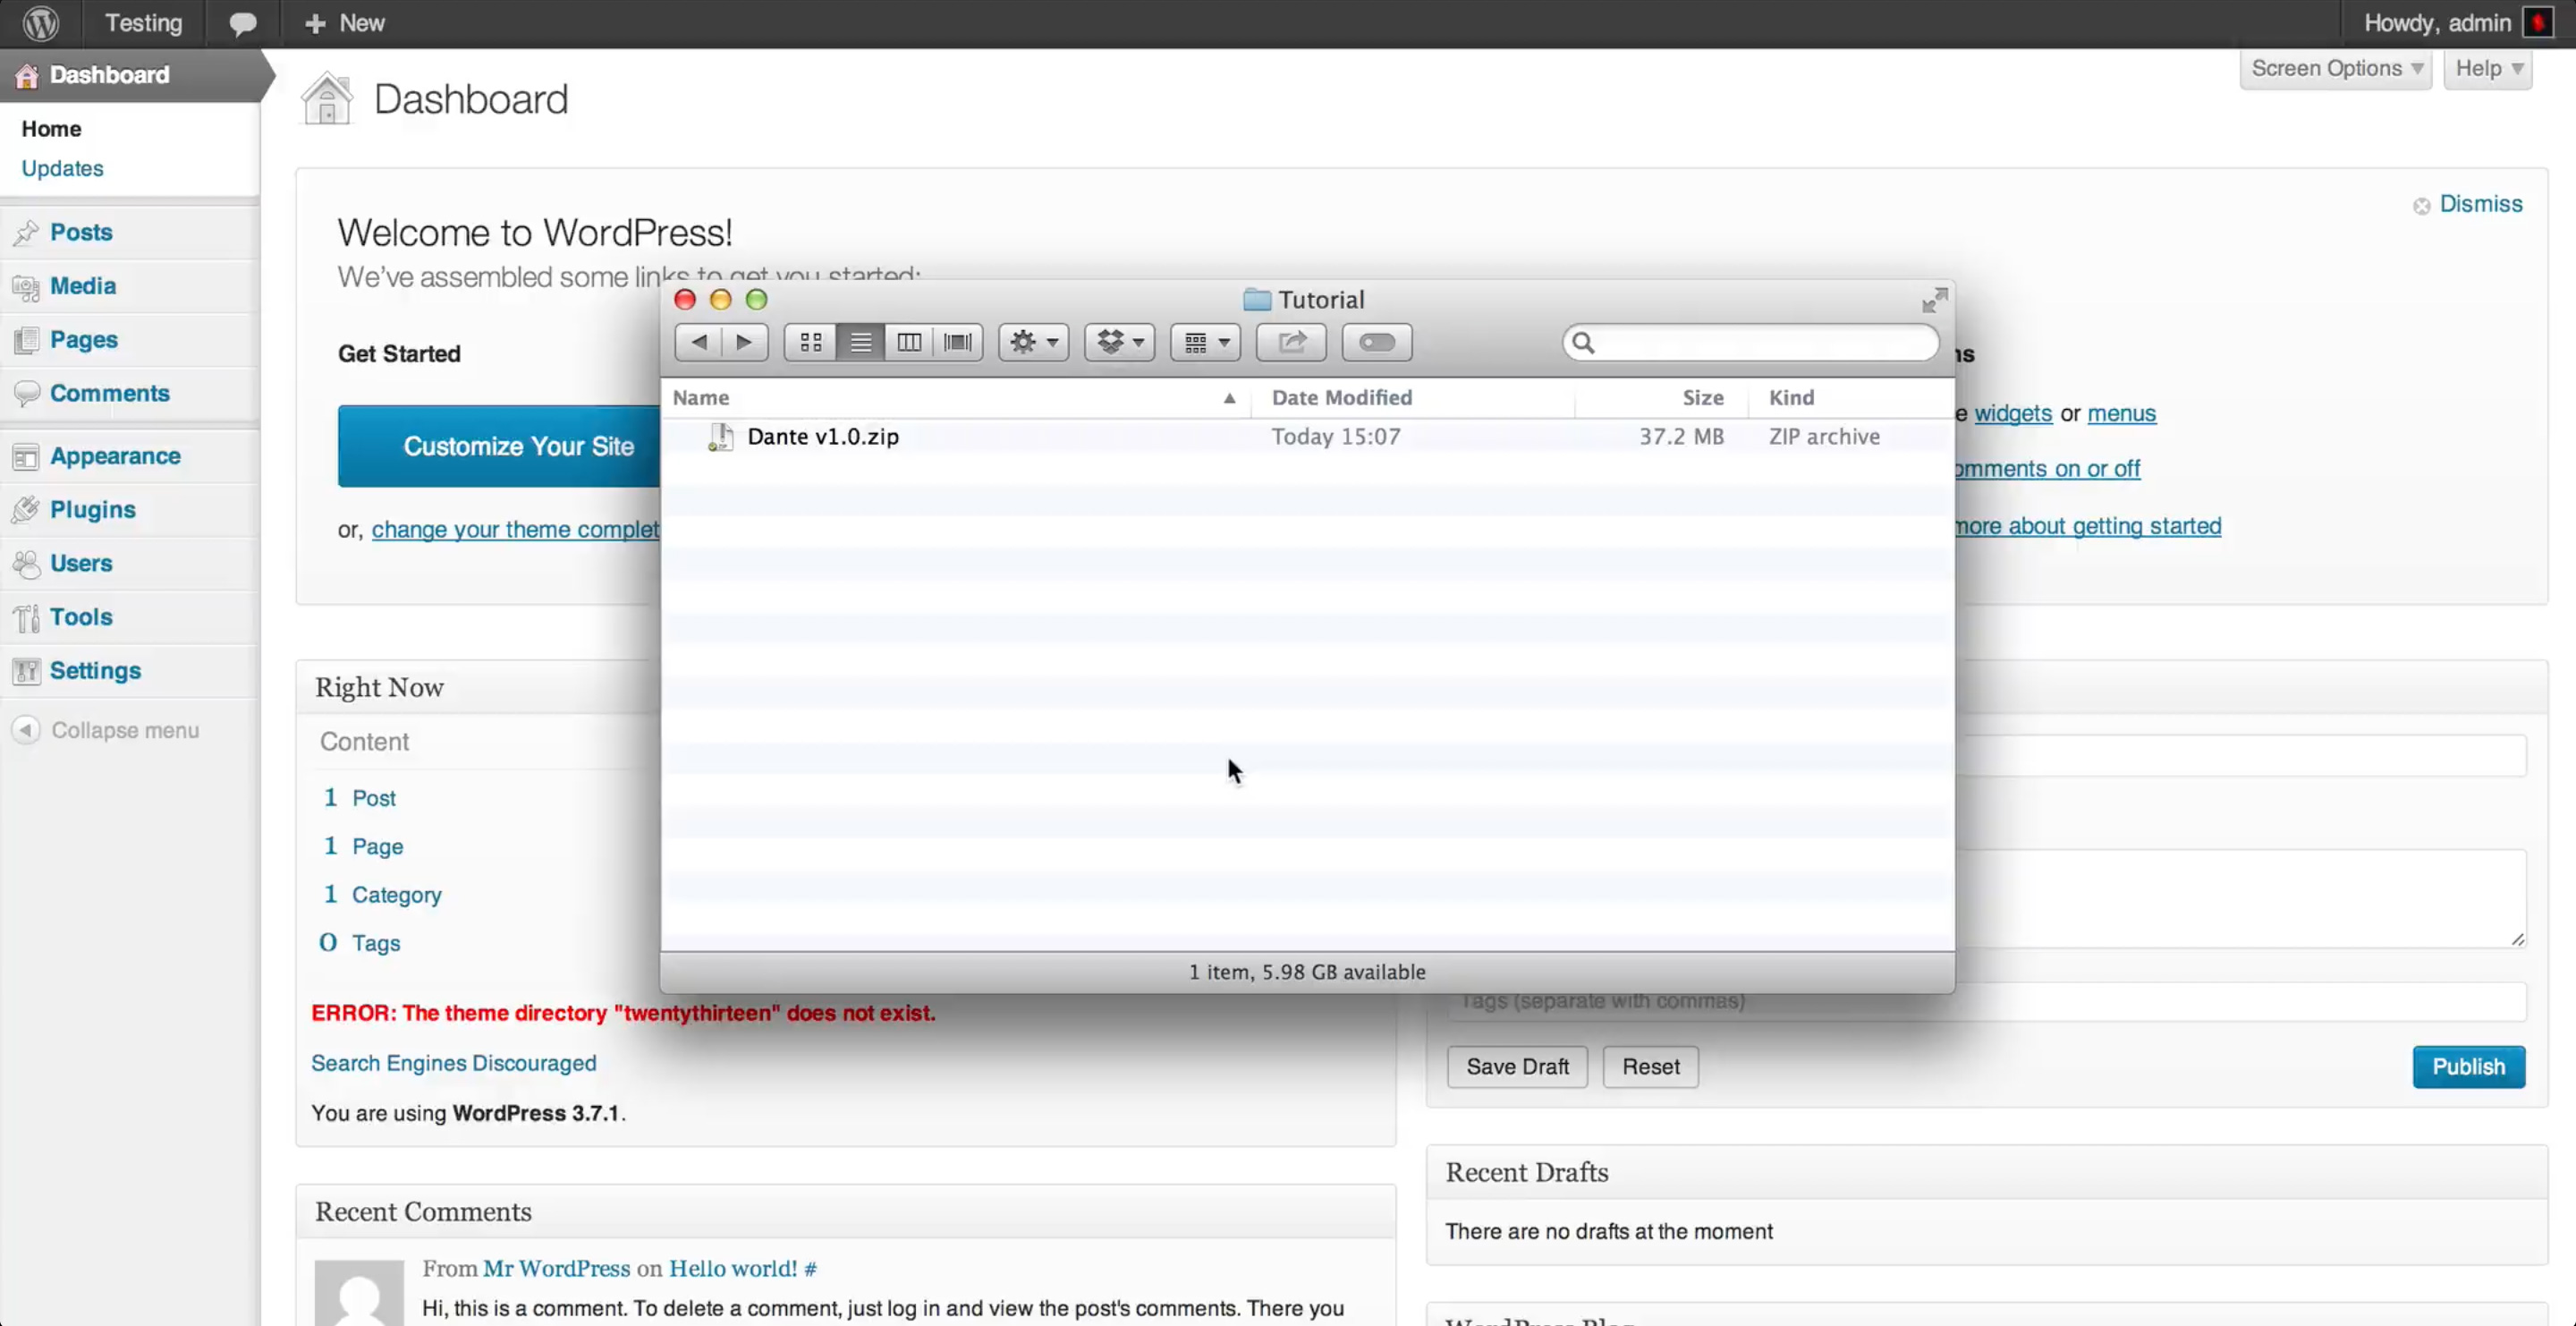 Testing
New
Howdy, admin
Dashboard
Home
Updates
Posts
Media
Pages
Comments
Appearance
Plugins
Users
Tools
Settings
Collapse menu
Dashboard
Screen Options
Help
Dismiss
Welcome to WordPress!
We've assembled some links to get you started:
Get Started
Customize Your Site
or, change your theme complet
widgets or menus
omments on or off
more about getting started
Tutorial
Name
Date Modified
Size
Kind
Dante v1.0.zip
Today 15:07
37.2 MB
ZIP archive
1 item, 5.98 GB available
Right Now
Content
1 Post
1 Page
1 Category
0 Tags
ERROR: The theme directory "twentythirteen" does not exist.
Search Engines Discouraged
You are using WordPress 3.7.1.
Tags (separate with commas)
Save Draft
Reset
Publish
Recent Comments
From Mr WordPress on Hello world! #
Hi, this is a comment. To delete a comment, just log in and view the post's comments. There you
Recent Drafts
There are no drafts at the moment
WordPress Blog